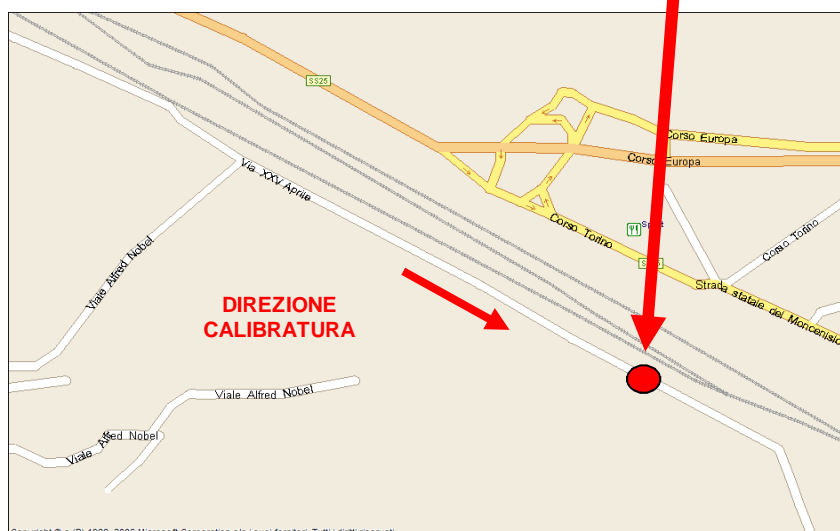 SS25
Corso Europa
Corso Europa
Via XXV Aprile
Corso Torino
Corso Torino
Viale Alfred Nobel
Strada statale del Moncenisio
DIREZIONE
CALIBRATURA
Viale Alfred Nobel
Viale Alfred Nobel